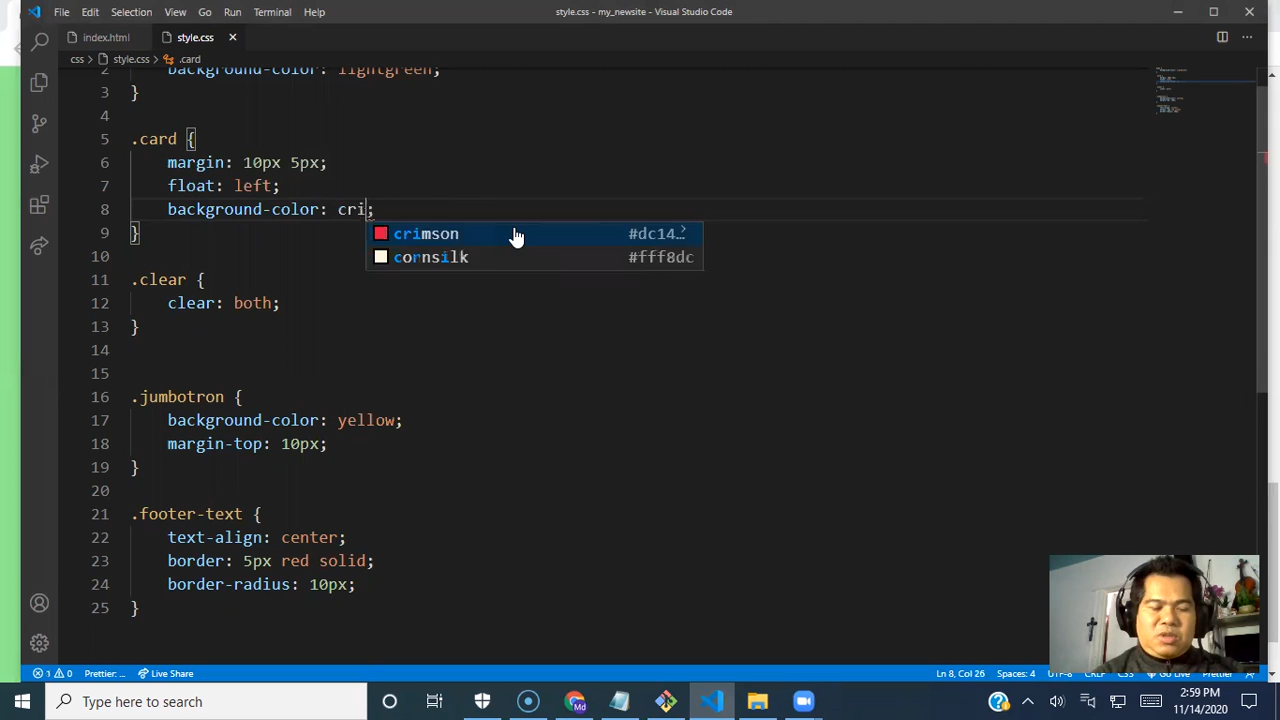 File Edit Selection View Go Run Terminal Help style.css - my_newsite - Visual Studio Code
index.html style.css
css > style.css > .card
2 background-color: lightgreen;
3 }
4
5 .card {
6 margin: 10px 5px;
7 float: left;
8 background-color: cri;
crimson #dc14…
9 }
cornsilk #fff8dc
10
11 .clear {
12 clear: both;
13 }
14
15
16 .jumbotron {
17 background-color: yellow;
18 margin-top: 10px;
19 }
20
21 .footer-text {
22 text-align: center;
23 border: 5px red solid;
24 border-radius: 10px;
25 }
1 0 Prettier: … Live Share Ln 8, Col 26 Spaces: 4 UTF-8 CRLF CSS Go Live Prettier
Type here to search Md 2:59 PM
11/14/2020